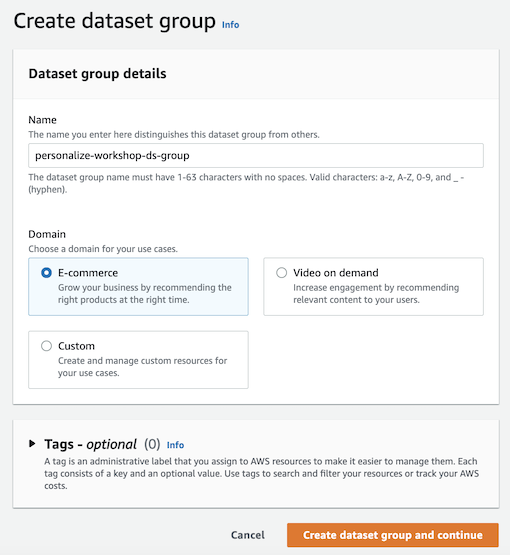 Create dataset group Info
Dataset group details
Name
The name you enter here distinguishes this dataset group from others.
personalize-workshop-ds-group
The dataset group name must have 1-63 characters with no spaces. Valid characters: a-z, A-Z, 0-9, and _ -
(hyphen).
Domain
Choose a domain for your use cases.
E-commerce
Grow your business by recommending the
right products at the right time.
Video on demand
Increase engagement by recommending
relevant content to your users.
Custom
Create and manage custom resources for
your use cases.
Tags - optional (0) Info
A tag is an administrative label that you assign to AWS resources to make it easier to manage them. Each
tag consists of a key and an optional value. Use tags to search and filter your resources or track your AWS
costs.
Cancel
Create dataset group and continue